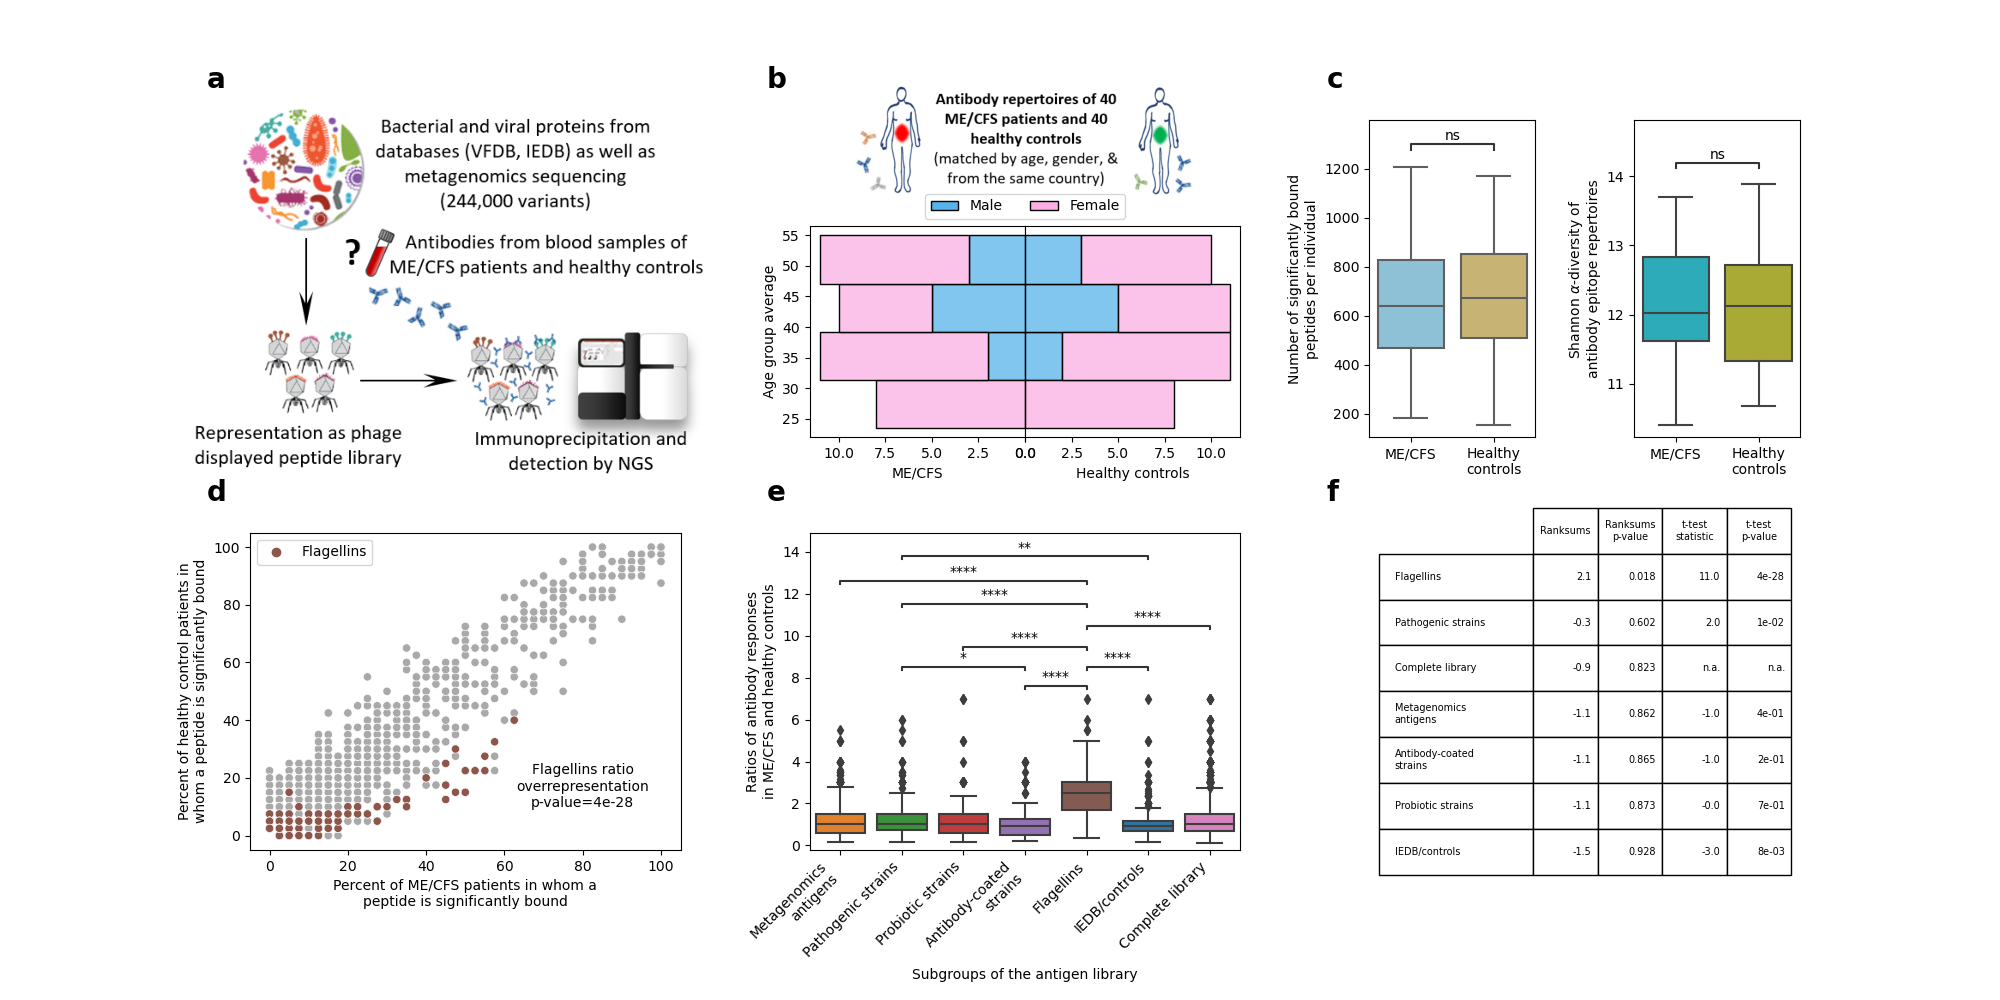 a
Bacterial and viral proteins from
databases (VFDB, IEDB) as well as
metagenomics sequencing
(244,000 variants)
?
Antibodies from blood samples of
ME/CFS patients and healthy controls
Representation as phage
displayed peptide library
Immunoprecipitation and
detection by NGS
b
Antibody repertoires of 40
ME/CFS patients and 40
healthy controls
(matched by age, gender, &
from the same country)
Male
Female
Age group average
55
50
45
40
35
30
25
10.0 7.5 5.0 2.5 0.0 2.5 5.0 7.5 10.0
ME/CFS
Healthy controls
c
Number of significantly bound
peptides per individual
1200
1000
800
600
400
200
ns
ME/CFS
Healthy
controls
Shannon α-diversity of
antibody epitope repertoires
14
13
12
11
ns
ME/CFS
Healthy
controls
d
Percent of healthy control patients in
whom a peptide is significantly bound
100
80
60
40
20
0
Flagellins
Flagellins ratio
overrepresentation
p-value=4e-28
0 20 40 60 80 100
Percent of ME/CFS patients in whom a
peptide is significantly bound
e
Ratios of antibody responses
in ME/CFS and healthy controls
14
12
10
8
6
4
2
0
**
****
****
****
****
*
****
****
Metagenomics
antigens
Pathogenic strains
Probiotic strains
Antibody-coated
strains
Flagellins
IEDB/controls
Complete library
Subgroups of the antigen library
f
Ranksums
Ranksums
p-value
t-test
statistic
t-test
p-value
Flagellins 2.1 0.018 11.0 4e-28
Pathogenic strains -0.3 0.602 2.0 1e-02
Complete library -0.9 0.823 n.a. n.a.
Metagenomics
antigens -1.1 0.862 -1.0 4e-01
Antibody-coated
strains -1.1 0.865 -1.0 2e-01
Probiotic strains -1.1 0.873 -0.0 7e-01
IEDB/controls -1.5 0.928 -3.0 8e-03